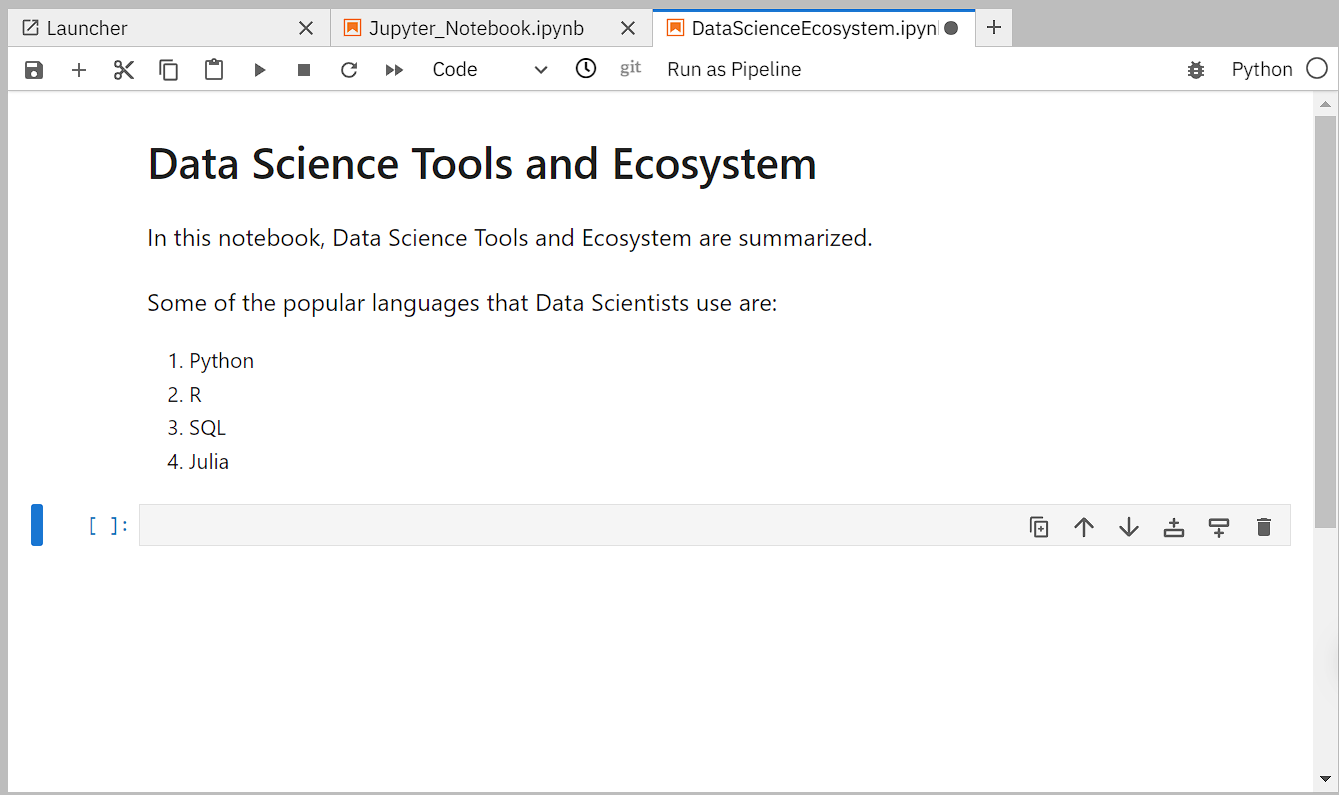 Launcher
Jupyter_Notebook.ipynb
DataScienceEcosystem.ipyn
Code
git
Run as Pipeline
Python
Data Science Tools and Ecosystem
In this notebook, Data Science Tools and Ecosystem are summarized.
Some of the popular languages that Data Scientists use are:
1. Python
2. R
3. SQL
4. Julia
[ ]: